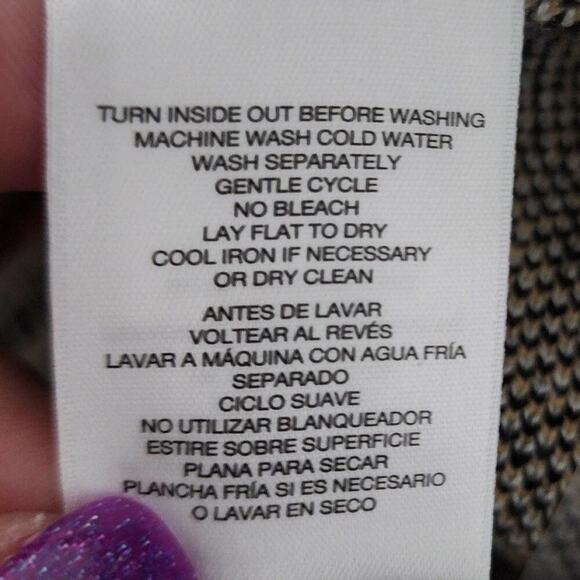 TURN INSIDE OUT BEFORE WASHING
MACHINE WASH COLD WATER
WASH SEPARATELY
GENTLE CYCLE
NO BLEACH
LAY FLAT TO DRY
COOL IRON IF NECESSARY
OR DRY CLEAN
ANTES DE LAVAR
VOLTEAR AL REVÉS
LAVAR A MÁQUINA CON AGUA FRÍA
SEPARADO
CICLO SUAVE
NO UTILIZAR BLANQUEADOR
ESTIRE SOBRE SUPERFICIE
PLANA PARA SECAR
PLANCHA FRÍA SI ES NECESARIO
O LAVAR EN SECO